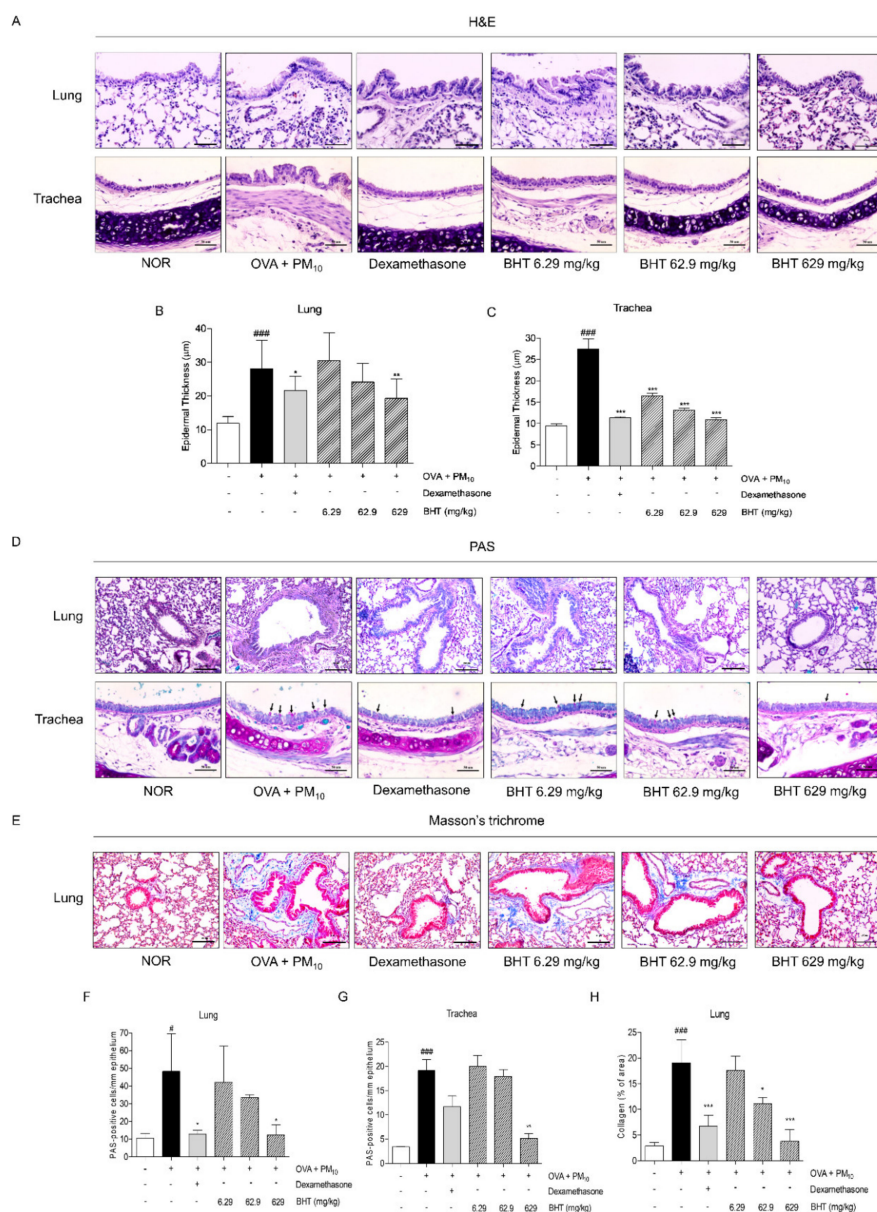 A
H&E
Lung
Trachea
NOR
OVA + PM₁₀
Dexamethasone
BHT 6.29 mg/kg
BHT 62.9 mg/kg
BHT 629 mg/kg
B
Lung
Epidermal Thickness (μm)
40
30
20
10
0
###
*
**
- + + + + + OVA + PM₁₀
- - + - - - Dexamethasone
- - - 6.29 62.9 629 BHT (mg/kg)
C
Trachea
Epidermal Thickness (μm)
30
25
20
15
10
5
0
###
***
***
***
***
- + + + + + OVA + PM₁₀
- - + - - - Dexamethasone
- - - 6.29 62.9 629 BHT (mg/kg)
D
PAS
Lung
Trachea
NOR
OVA + PM₁₀
Dexamethasone
BHT 6.29 mg/kg
BHT 62.9 mg/kg
BHT 629 mg/kg
E
Masson's trichrome
Lung
NOR
OVA + PM₁₀
Dexamethasone
BHT 6.29 mg/kg
BHT 62.9 mg/kg
BHT 629 mg/kg
F
Lung
PAS-positive cells/mm epithelium
70
60
50
40
30
20
10
0
#
*
*
- + + + + + OVA + PM₁₀
- - + - - - Dexamethasone
- - - 6.29 62.9 629 BHT (mg/kg)
G
Trachea
PAS-positive cells/mm epithelium
25
20
15
10
5
0
###
**
- + + + + + OVA + PM₁₀
- - + - - - Dexamethasone
- - - 6.29 62.9 629 BHT (mg/kg)
H
Lung
Collagen (% of area)
25
20
15
10
5
0
###
***
*
***
- + + + + + OVA + PM₁₀
- - + - - - Dexamethasone
- - - 6.29 62.9 629 BHT (mg/kg)